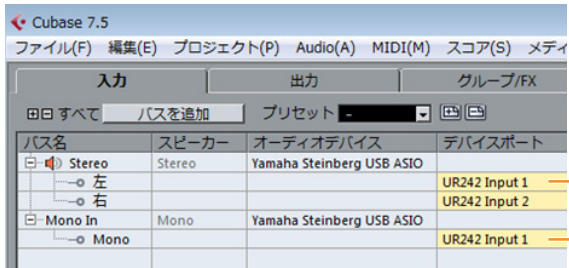 Cubase 7.5
ファイル(F) 編集(E) プロジェクト(P) Audio(A) MIDI(M) スコア(S) メディ
入力 出力 グループ/FX
すべて バスを追加 プリセット -
バス名 スピーカー オーディオデバイス デバイスポート
Stereo Stereo Yamaha Steinberg USB ASIO
左 UR242 Input 1
右 UR242 Input 2
Mono In Mono Yamaha Steinberg USB ASIO
Mono UR242 Input 1